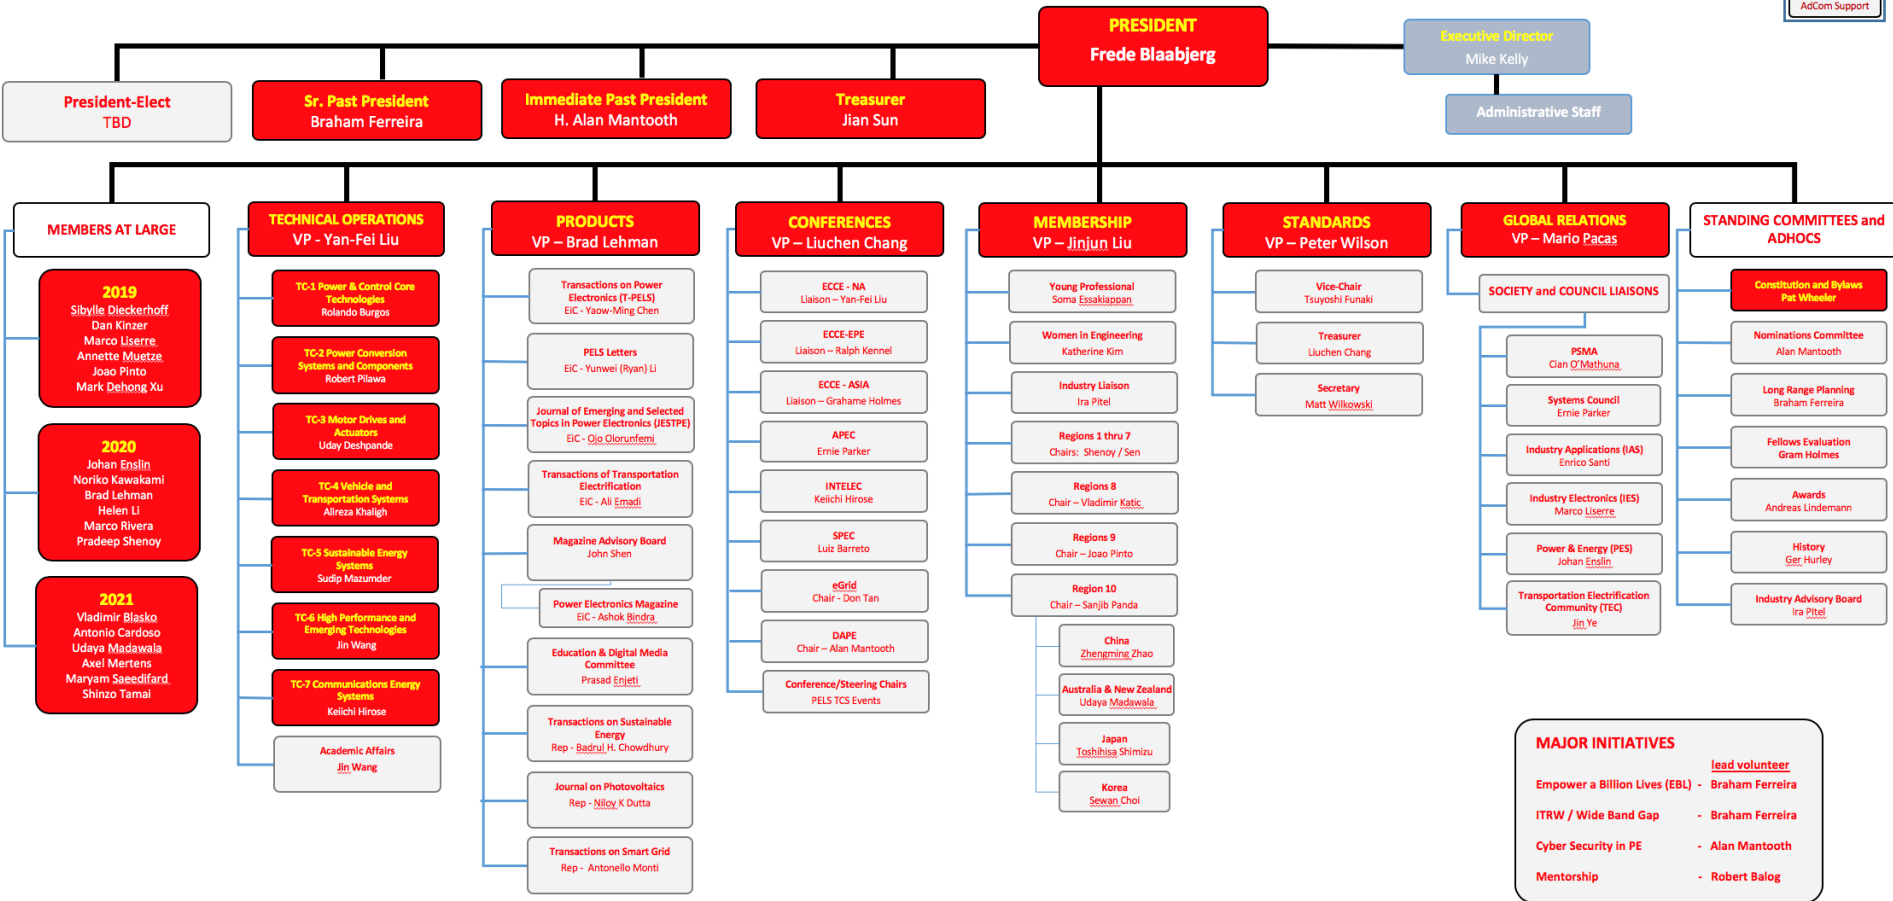 AdCom Support
PRESIDENT
Frede Blaabjerg
Executive Director
Mike Kelly
Administrative Staff
President-Elect
TBD
Sr. Past President
Braham Ferreira
Immediate Past President
H. Alan Mantooth
Treasurer
Jian Sun
MEMBERS AT LARGE
2019
Sibylle Dieckerhoff
Dan Kinzer
Marco Liserre
Annette Muetze
Joao Pinto
Mark Dehong Xu
2020
Johan Enslin
Noriko Kawakami
Brad Lehman
Helen Li
Marco Rivera
Pradeep Shenoy
2021
Vladimir Blasko
Antonio Cardoso
Udaya Madawala
Axel Mertens
Maryam Saeedifard
Shinzo Tamai
TECHNICAL OPERATIONS
VP - Yan-Fei Liu
TC-1 Power & Control Core
Technologies
Rolando Burgos
TC-2 Power Conversion
Systems and Components
Robert Pilawa
TC-3 Motor Drives and
Actuators
Uday Deshpande
TC-4 Vehicle and
Transportation Systems
Alireza Khaligh
TC-5 Sustainable Energy
Systems
Sudip Mazumder
TC-6 High Performance and
Emerging Technologies
Jin Wang
TC-7 Communications Energy
Systems
Keiichi Hirose
Academic Affairs
Jin Wang
PRODUCTS
VP – Brad Lehman
Transactions on Power
Electronics (T-PELS)
EiC - Yaow-Ming Chen
PELS Letters
EiC - Yunwei (Ryan) Li
Journal of Emerging and Selected
Topics in Power Electronics (JESTPE)
EiC - Ojo Olorunfemi
Transactions of Transportation
Electrification
EiC - Ali Emadi
Magazine Advisory Board
John Shen
Power Electronics Magazine
EiC - Ashok Bindra
Education & Digital Media
Committee
Prasad Enjeti
Transactions on Sustainable
Energy
Rep - Badrul H. Chowdhury
Journal on Photovoltaics
Rep - Niloy K Dutta
Transactions on Smart Grid
Rep - Antonello Monti
CONFERENCES
VP – Liuchen Chang
ECCE - NA
Liaison – Yan-Fei Liu
ECCE-EPE
Liaison – Ralph Kennel
ECCE - ASIA
Liaison – Grahame Holmes
APEC
Ernie Parker
INTELEC
Keiichi Hirose
SPEC
Luiz Barreto
eGrid
Chair - Don Tan
DAPE
Chair – Alan Mantooth
Conference/Steering Chairs
PELS TCS Events
MEMBERSHIP
VP – Jinjun Liu
Young Professional
Soma Essakiappan
Women in Engineering
Katherine Kim
Industry Liaison
Ira Pitel
Regions 1 thru 7
Chairs: Shenoy / Sen
Regions 8
Chair – Vladimir Katic
Regions 9
Chair – Joao Pinto
Region 10
Chair – Sanjib Panda
China
Zhengming Zhao
Australia & New Zealand
Udaya Madawala
Japan
Toshihisa Shimizu
Korea
Sewan Choi
STANDARDS
VP – Peter Wilson
Vice-Chair
Tsuyoshi Funaki
Treasurer
Liuchen Chang
Secretary
Matt Wilkowski
GLOBAL RELATIONS
VP – Mario Pacas
SOCIETY and COUNCIL LIAISONS
PSMA
Cian O'Mathuna
Systems Council
Ernie Parker
Industry Applications (IAS)
Enrico Santi
Industry Electronics (IES)
Marco Liserre
Power & Energy (PES)
Johan Enslin
Transportation Electrification
Community (TEC)
Jin Ye
STANDING COMMITTEES and
ADHOCS
Constitution and Bylaws
Pat Wheeler
Nominations Committee
Alan Mantooth
Long Range Planning
Braham Ferreira
Fellows Evaluation
Gram Holmes
Awards
Andreas Lindemann
History
Ger Hurley
Industry Advisory Board
Ira PItel
MAJOR INITIATIVES
lead volunteer
Empower a Billion Lives (EBL) - Braham Ferreira
ITRW / Wide Band Gap - Braham Ferreira
Cyber Security in PE - Alan Mantooth
Mentorship - Robert Balog